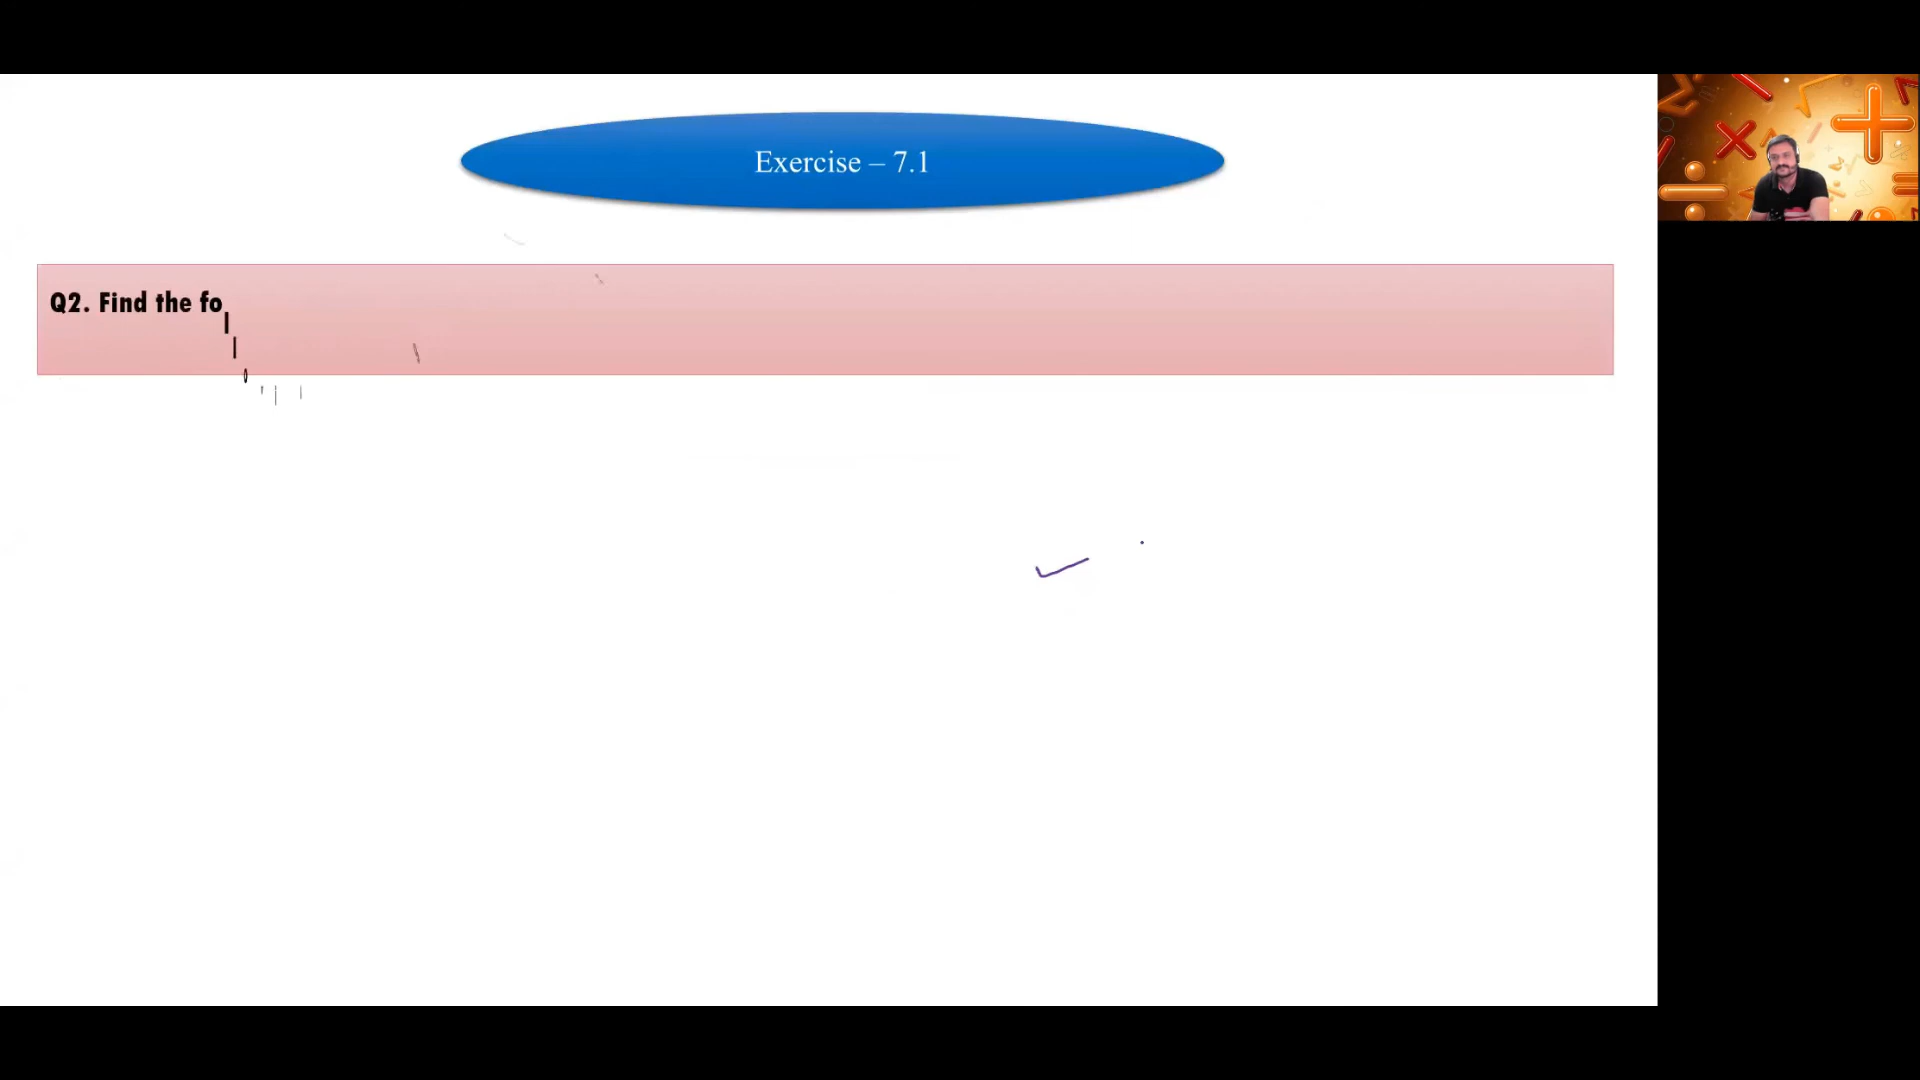 Exercise – 7.1
Q2. Find the fo